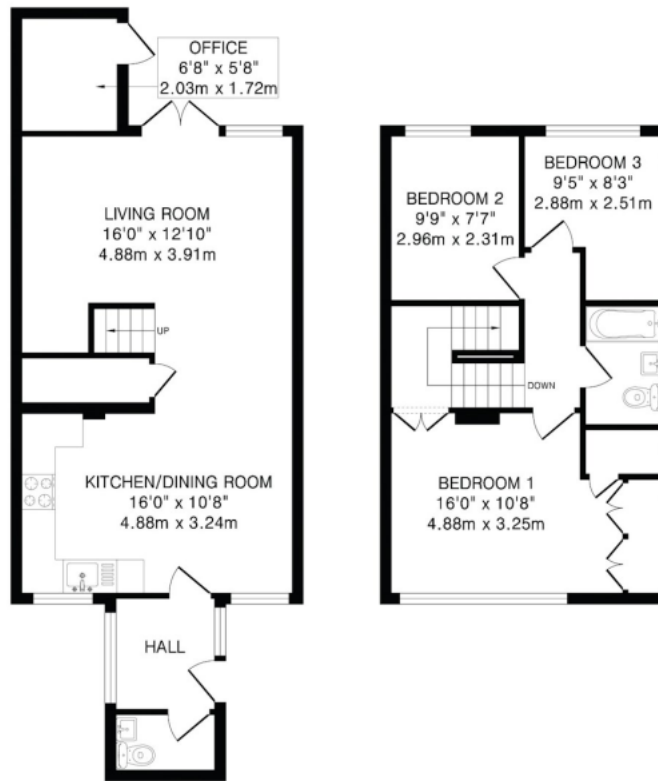 OFFICE
6'8" x 5'8"
2.03m x 1.72m
LIVING ROOM
16'0" x 12'10"
4.88m x 3.91m
UP
KITCHEN/DINING ROOM
16'0" x 10'8"
4.88m x 3.24m
HALL
BEDROOM 2
9'9" x 7'7"
2.96m x 2.31m
BEDROOM 3
9'5" x 8'3"
2.88m x 2.51m
DOWN
BEDROOM 1
16'0" x 10'8"
4.88m x 3.25m